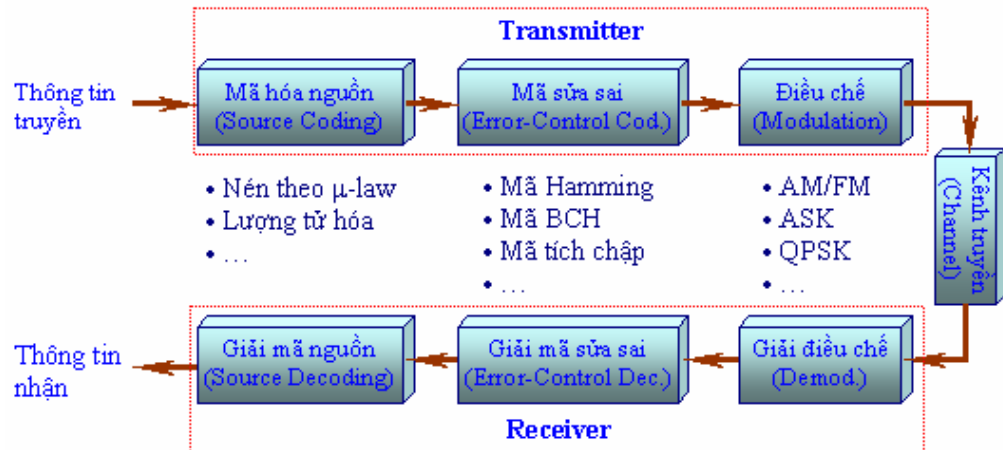 Transmitter
Thông tin
truyền
Mã hóa nguồn
(Source Coding)
Mã sửa sai
(Error-Control Cod.)
Điều chế
(Modulation)
Kênh truyền
(Channel)
• Nén theo μ-law
• Lượng tử hóa
• …
• Mã Hamming
• Mã BCH
• Mã tích chập
• …
• AM/FM
• ASK
• QPSK
• …
Thông tin
nhận
Giải mã nguồn
(Source Decoding)
Giải mã sửa sai
(Error-Control Dec.)
Giải điều chế
(Demod.)
Receiver